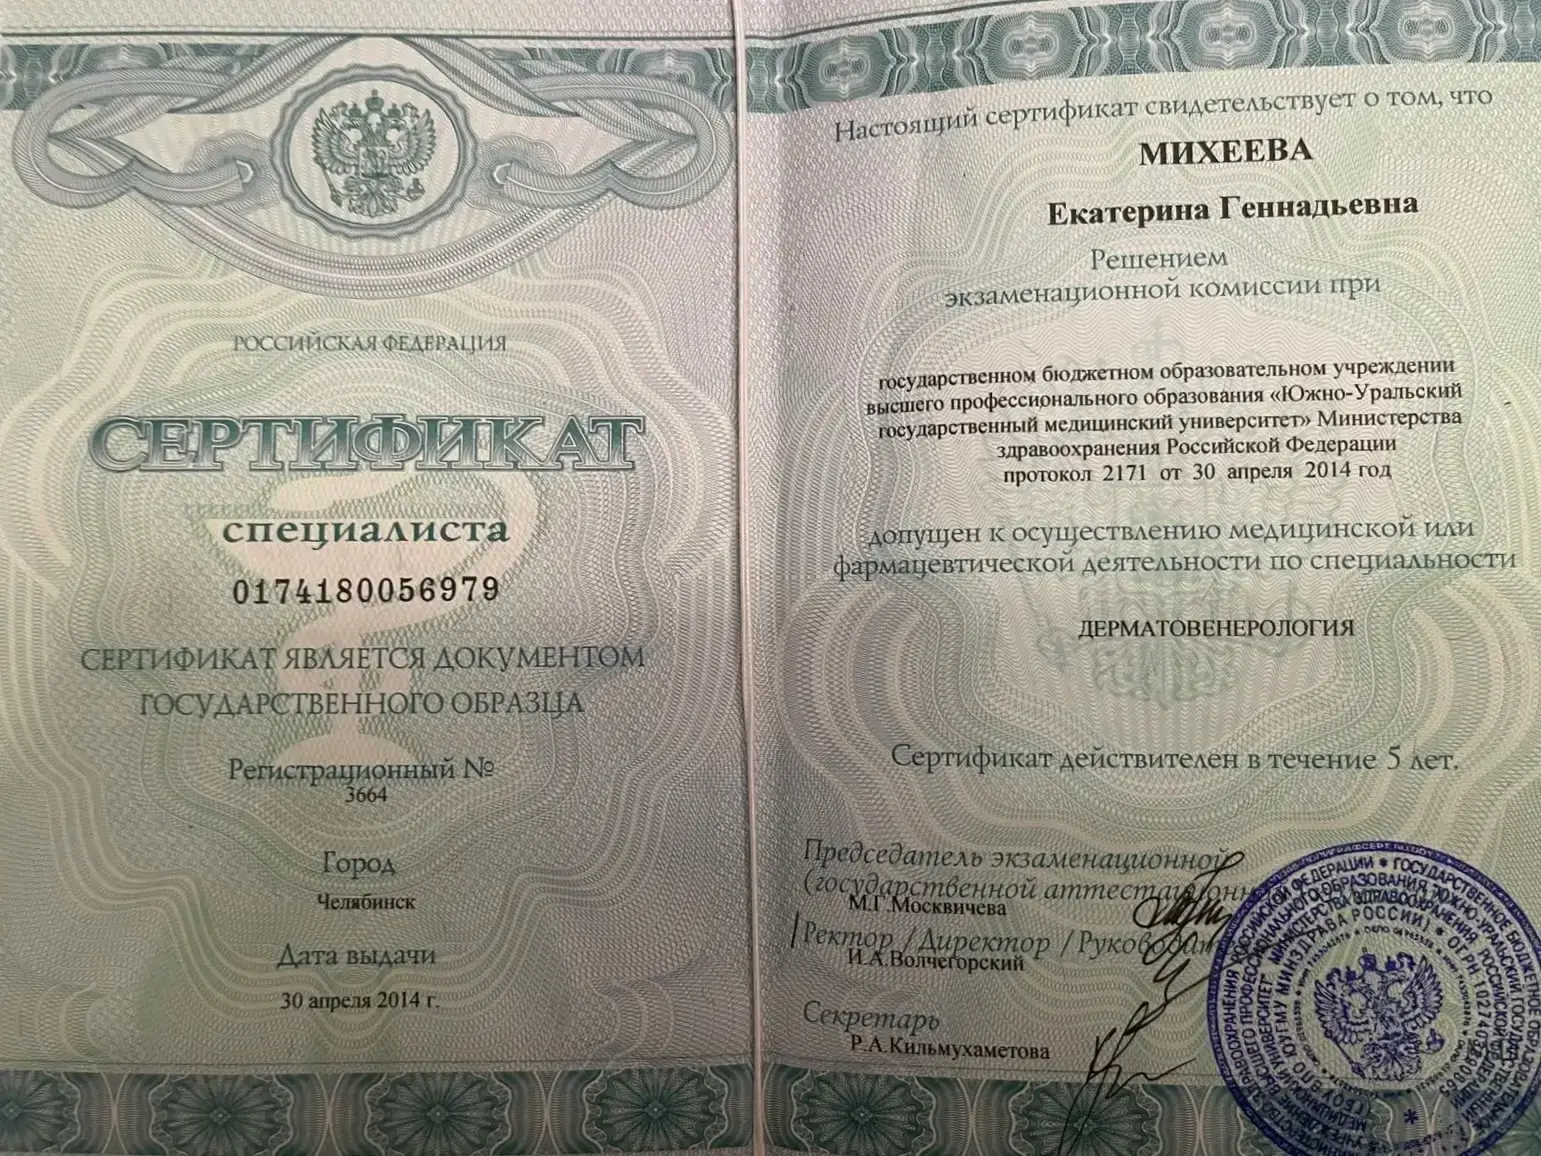 РОССИЙСКАЯ ФЕДЕРАЦИЯ
СЕРТИФИКАТ
специалиста
0174180056979
СЕРТИФИКАТ ЯВЛЯЕТСЯ ДОКУМЕНТОМ
ГОСУДАРСТВЕННОГО ОБРАЗЦА
Регистрационный №
3664
Город
Челябинск
Дата выдачи
30 апреля 2014 г.
Настоящий сертификат свидетельствует о том, что
МИХЕЕВА
Екатерина Геннадьевна
Решением
экзаменационной комиссии при
государственном бюджетном образовательном учреждении
высшего профессионального образования «Южно-Уральский
государственный медицинский университет» Министерства
здравоохранения Российской Федерации
протокол 2171 от 30 апреля 2014 год
допущен к осуществлению медицинской или
фармацевтической деятельности по специальности
ДЕРМАТОВЕНЕРОЛОГИЯ
Сертификат действителен в течение 5 лет.
Председатель экзаменационной
(государственной аттестационн
М.Г.Москвичева
Ректор /Директор /Руководит
И.А.Волчегорский
Секретарь
Р.А.Кильмухаметова